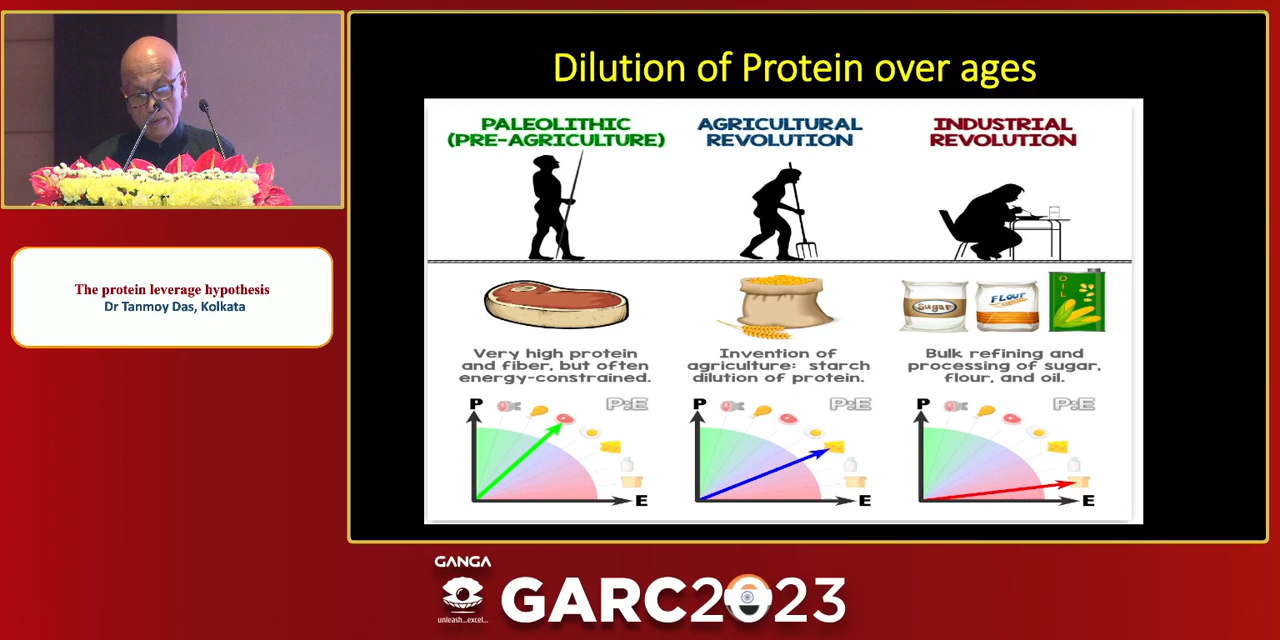 Dilution of Protein over ages
PALEOLITHIC
(PRE-AGRICULTURE)
AGRICULTURAL
REVOLUTION
INDUSTRIAL
REVOLUTION
Sugar
FLOUR
OIL
Very high protein
and fiber, but often
energy-constrained.
Invention of
agriculture: starch
dilution of protein.
Bulk refining and
processing of sugar,
flour, and oil.
P
P:E
E
P
P:E
E
P
P:E
E
The protein leverage hypothesis
Dr Tanmoy Das, Kolkata
GANGA
unleash...excel...
GARC2023